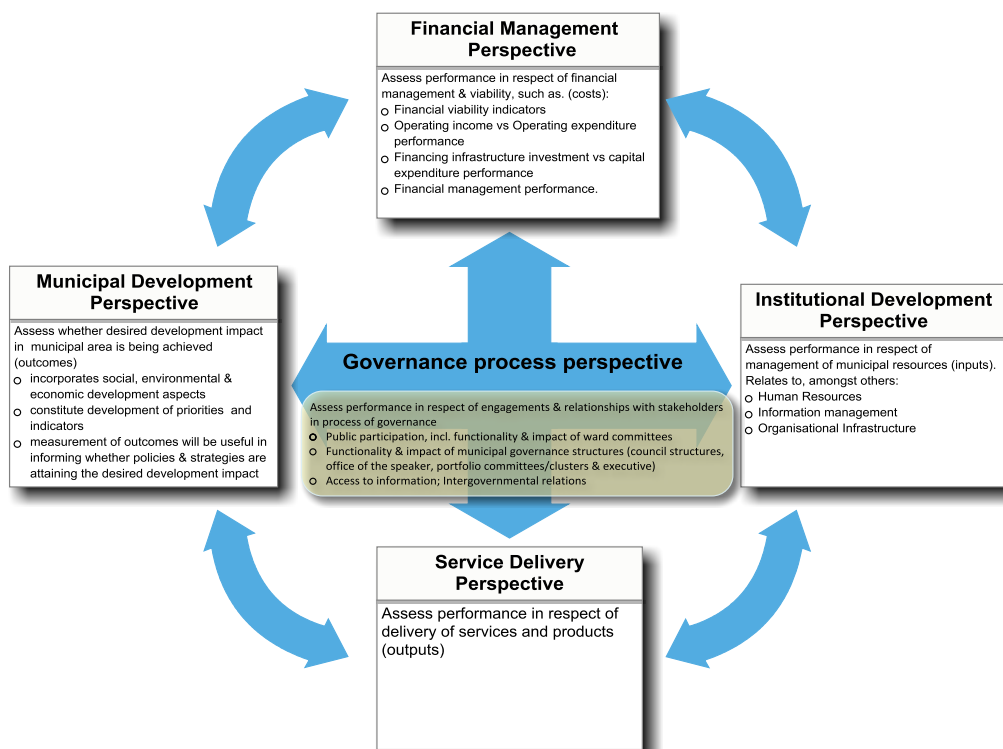 Financial Management
Perspective
Assess performance in respect of financial
management & viability, such as. (costs):
Financial viability indicators
Operating income vs Operating expenditure
performance
Financing infrastructure investment vs capital
expenditure performance
Financial management performance.
Municipal Development
Perspective
Assess whether desired development impact
in municipal area is being achieved
(outcomes)
incorporates social, environmental &
economic development aspects
constitute development of priorities and
indicators
measurement of outcomes will be useful in
informing whether policies & strategies are
attaining the desired development impact
Governance process perspective
Assess performance in respect of engagements & relationships with stakeholders
in process of governance
Public participation, incl. functionality & impact of ward committees
Functionality & impact of municipal governance structures (council structures,
office of the speaker, portfolio committees/clusters & executive)
Access to information; Intergovernmental relations
Institutional Development
Perspective
Assess performance in respect of
management of municipal resources (inputs).
Relates to, amongst others:
Human Resources
Information management
Organisational Infrastructure
Service Delivery
Perspective
Assess performance in respect of
delivery of services and products
(outputs)